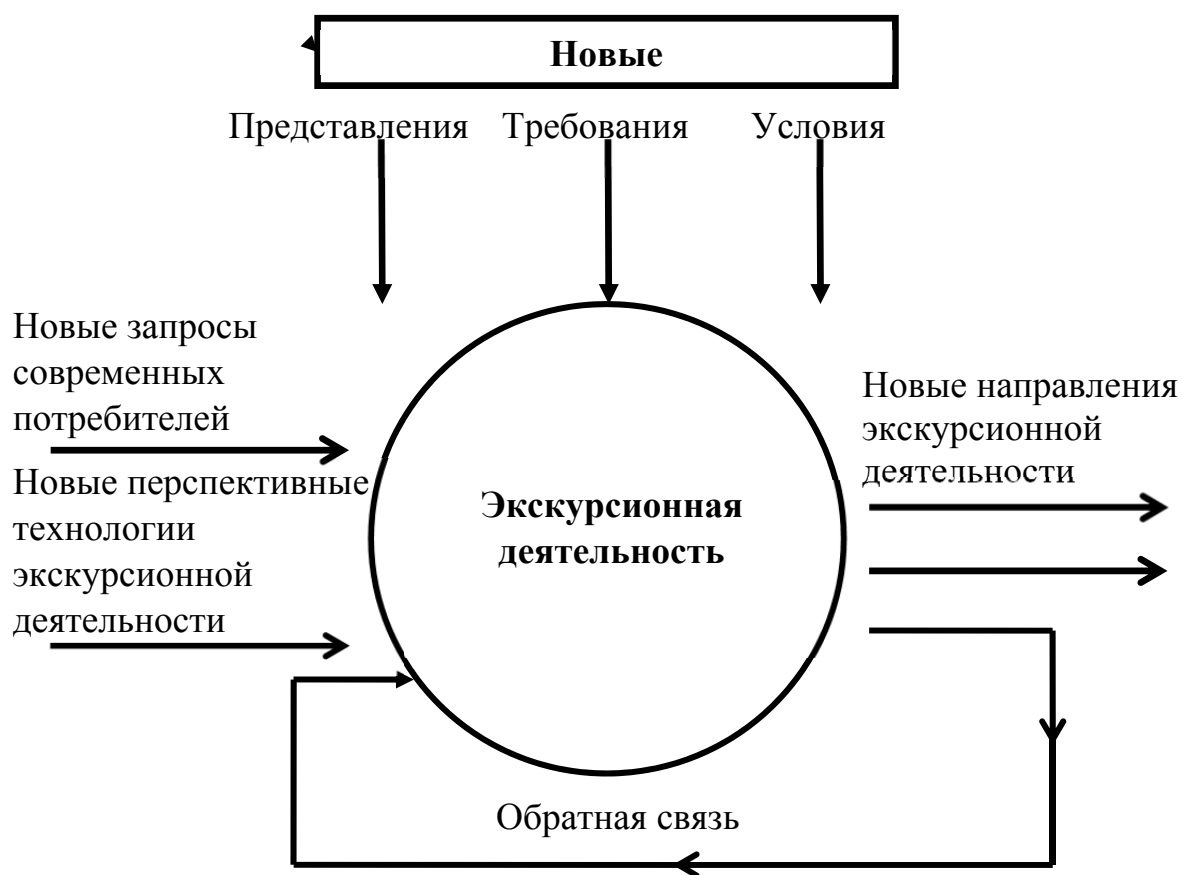 Новые
Представления Требования Условия
Новые запросы
современных
потребителей
Новые перспективные
технологии
экскурсионной
деятельности
Экскурсионная
деятельность
Новые направления
экскурсионной
деятельности
Обратная связь